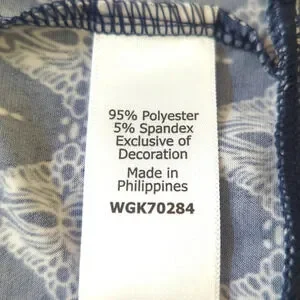 95% Polyester
5% Spandex
Exclusive of
Decoration
Made in
Philippines
WGK70284